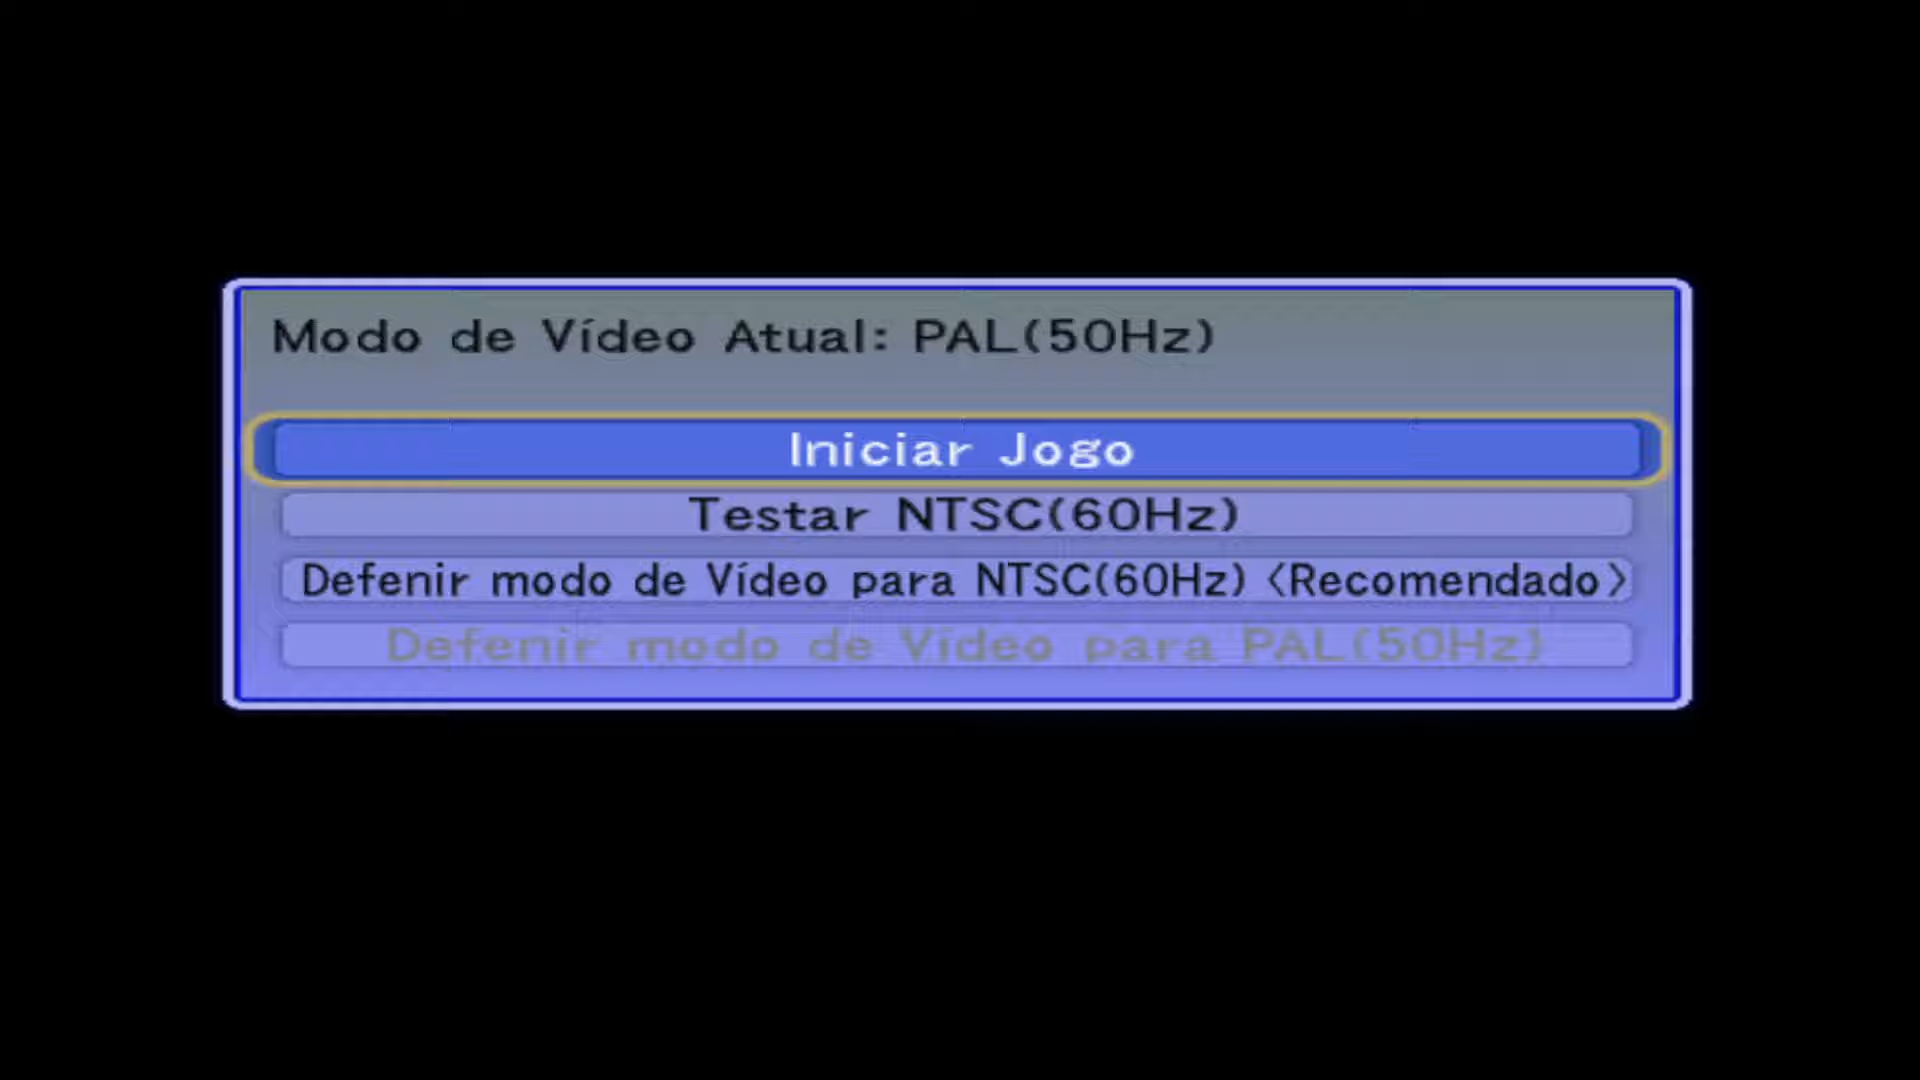 Modo de Vídeo Atual: PAL(50Hz)
Iniciar Jogo
Testar NTSC(60Hz)
Defenir modo de Vídeo para NTSC(60Hz) <Recomendado>
Defenir modo de Vídeo para PAL(50Hz)